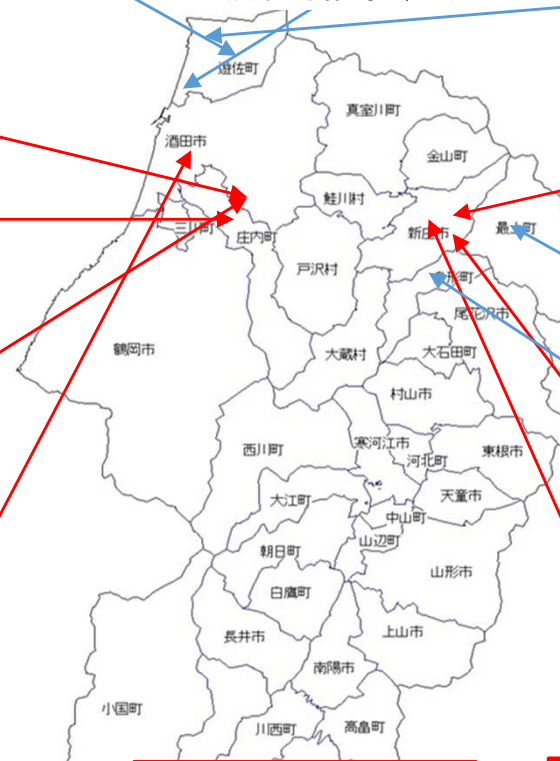 遊佐町
真室川町
酒田市
金山町
鮭川村
三川町
庄内町
新庄市
最上町
戸沢村
舟形町
尾花沢市
鶴岡市
大蔵村
大石田町
村山市
西川町
寒河江市
河北町
東根市
大江町
天童市
中山町
山辺町
朝日町
山形市
白鷹町
長井市
上山市
南陽市
小国町
川西町
高畠町